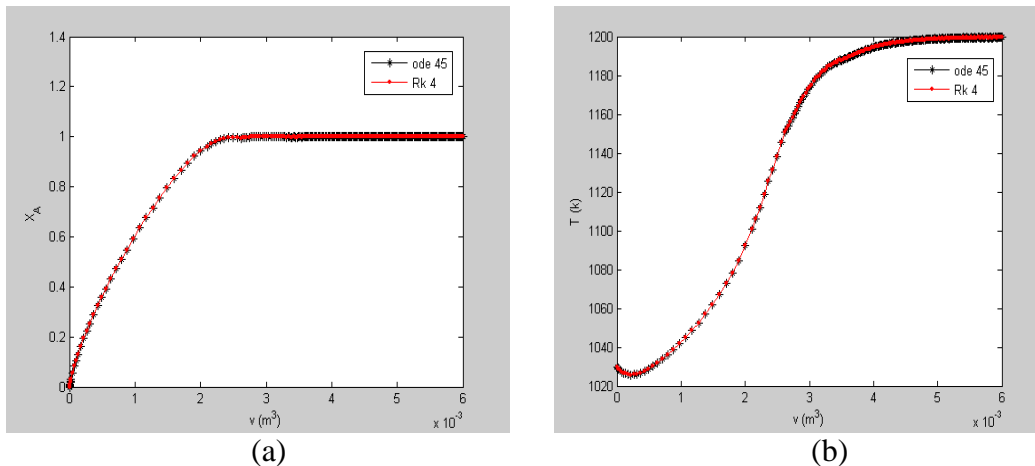 1.4
1.2
1
0.8
0.6
0.4
0.2
0
X_A
0 1 2 3 4 5 6
v (m³)
x 10⁻³
ode 45
Rk 4
(a)
1200
1180
1160
1140
1120
1100
1080
1060
1040
1020
T (k)
0 1 2 3 4 5 6
v (m³)
x 10⁻³
ode 45
Rk 4
(b)